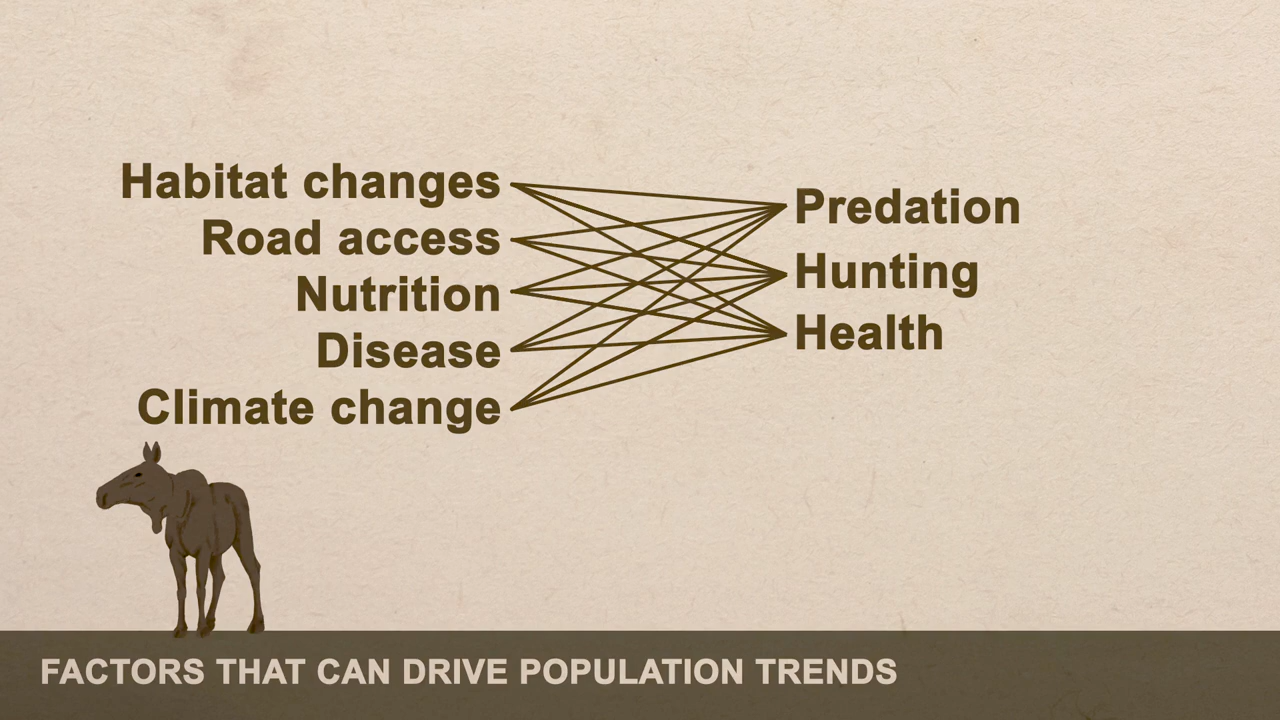 Habitat changes
Road access
Nutrition
Disease
Climate change
Predation
Hunting
Health
FACTORS THAT CAN DRIVE POPULATION TRENDS